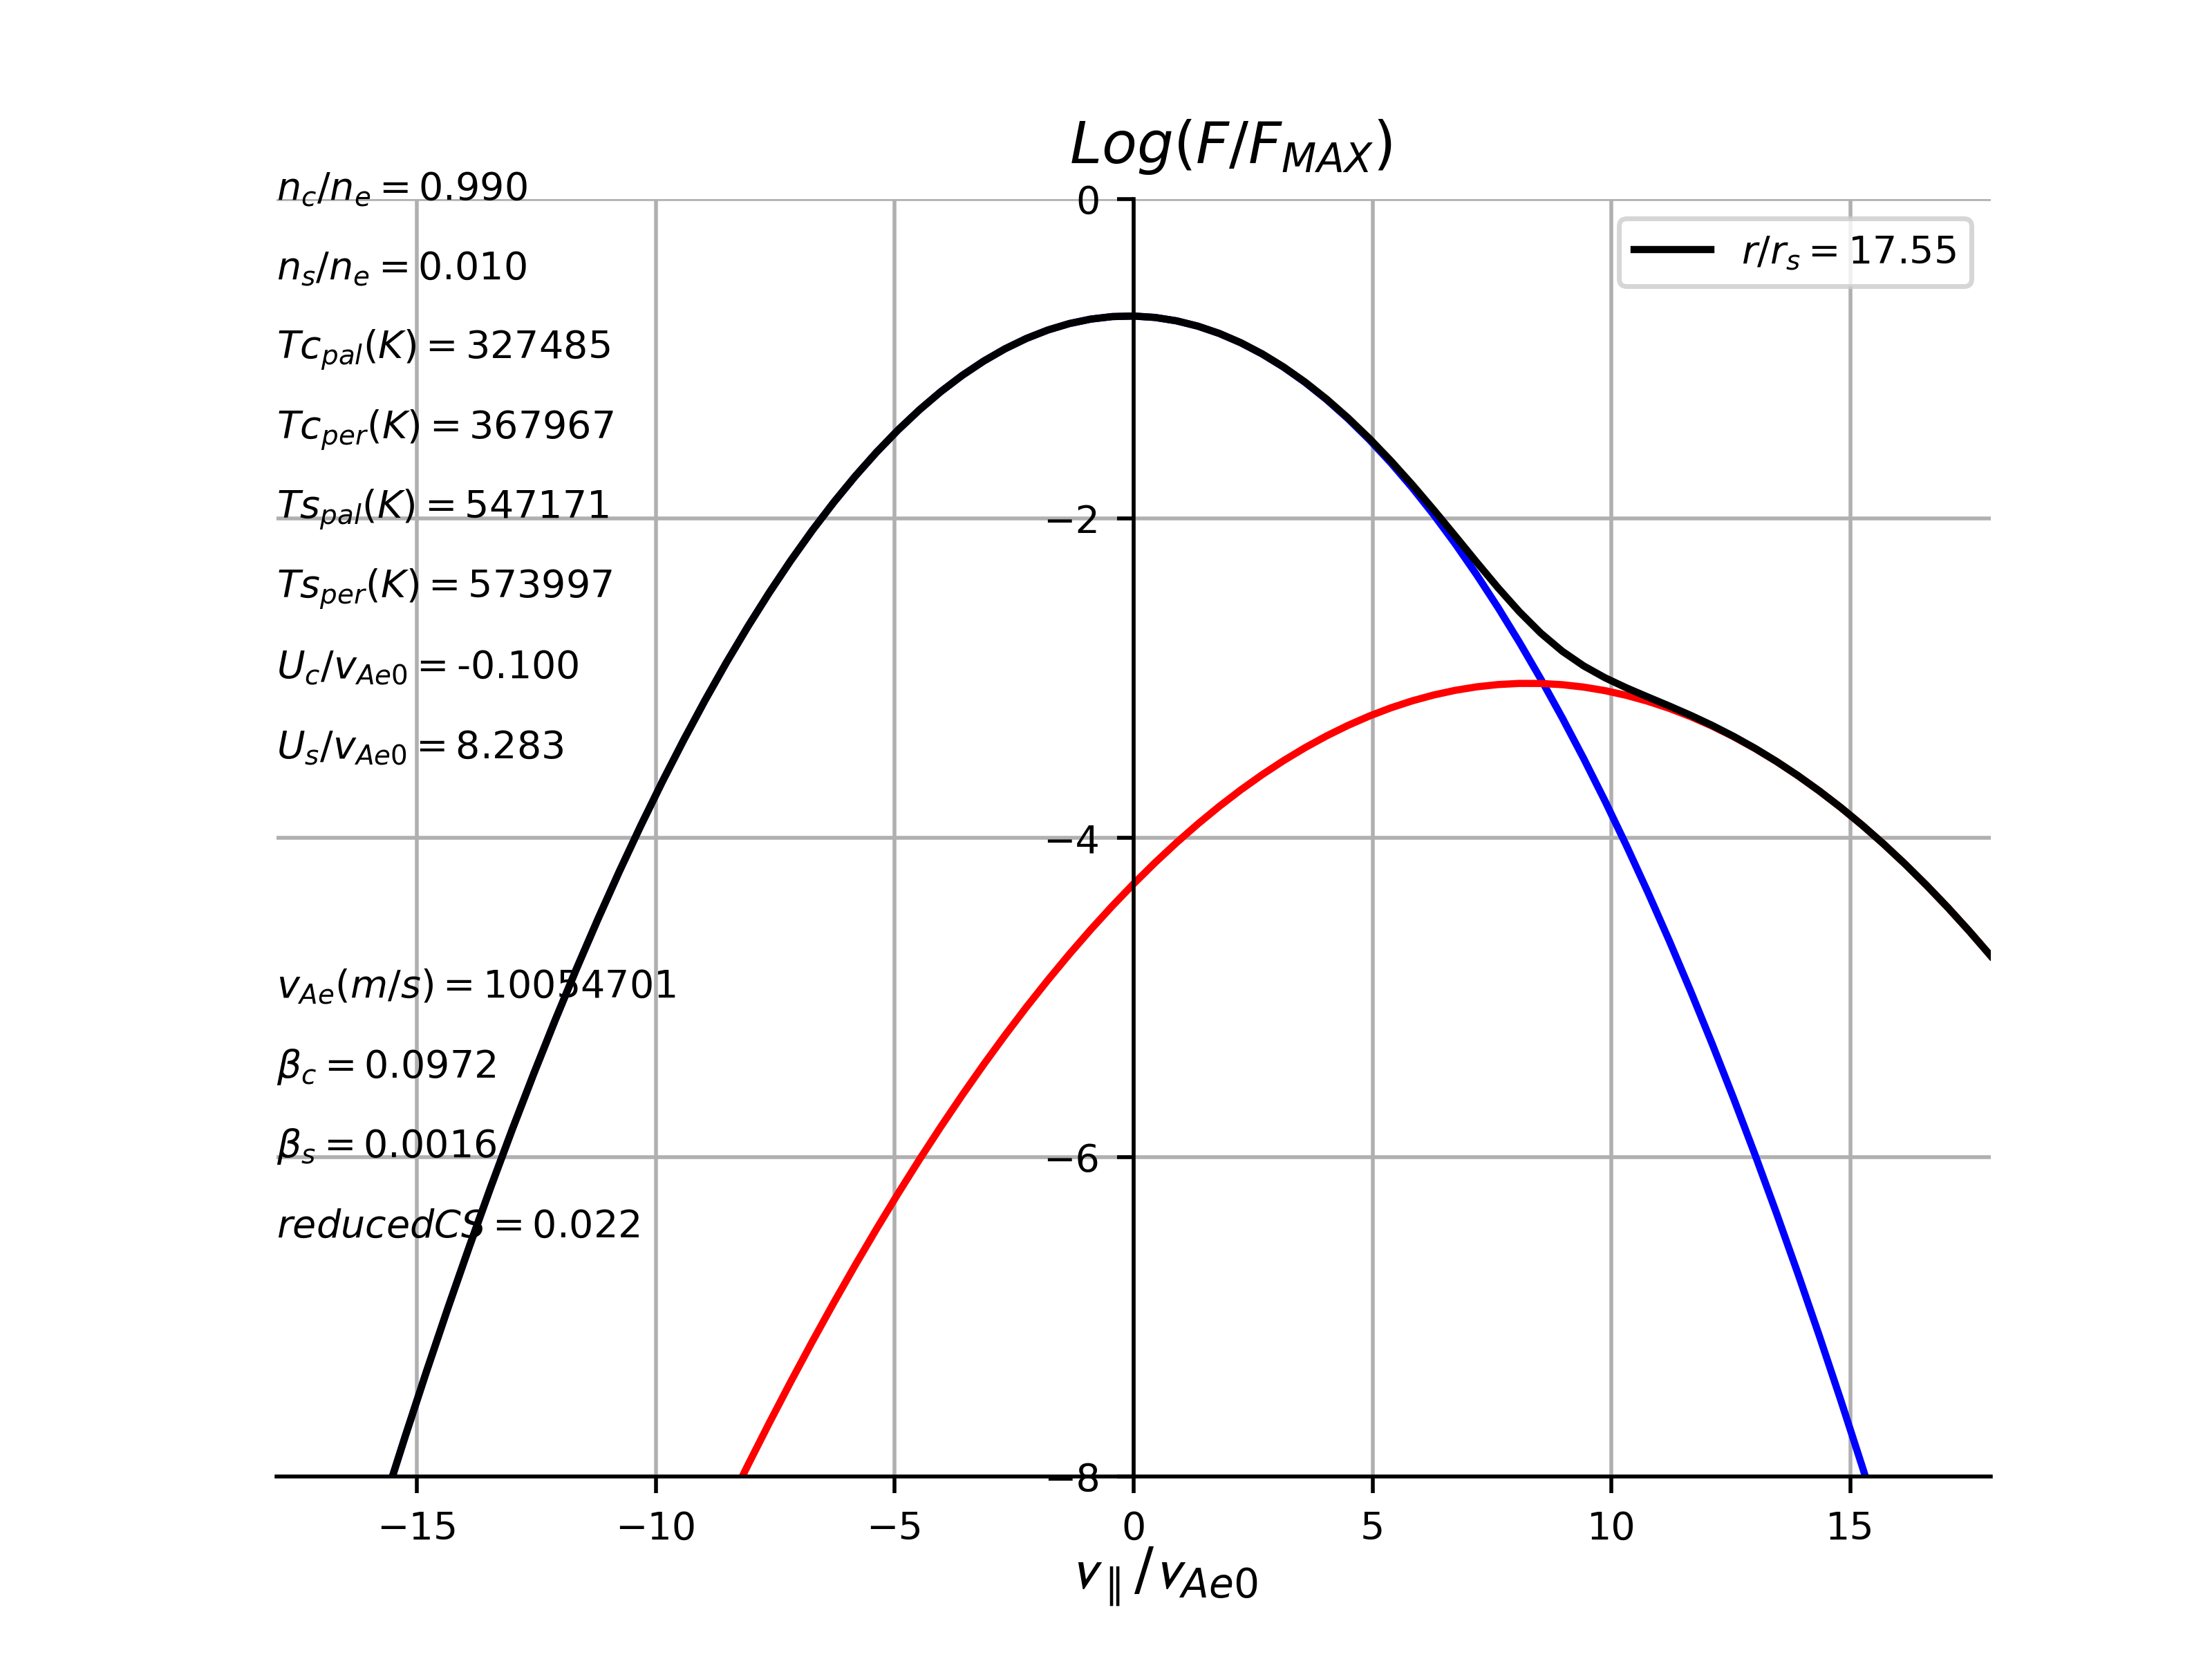 Log(F/F_MAX)
n_c/n_e = 0.990
n_s/n_e = 0.010
Tc_pal(K) = 327485
Tc_per(K) = 367967
Ts_pal(K) = 547171
Ts_per(K) = 573997
U_c/v_Ae0 = -0.100
U_s/v_Ae0 = 8.283
v_Ae(m/s) = 10054701
β_c = 0.0972
β_s = 0.0016
reducedCS = 0.022
r/r_s = 17.55
0
−2
−4
−6
−8
−15 −10 −5 0 5 10 15
v_∥/v_Ae0